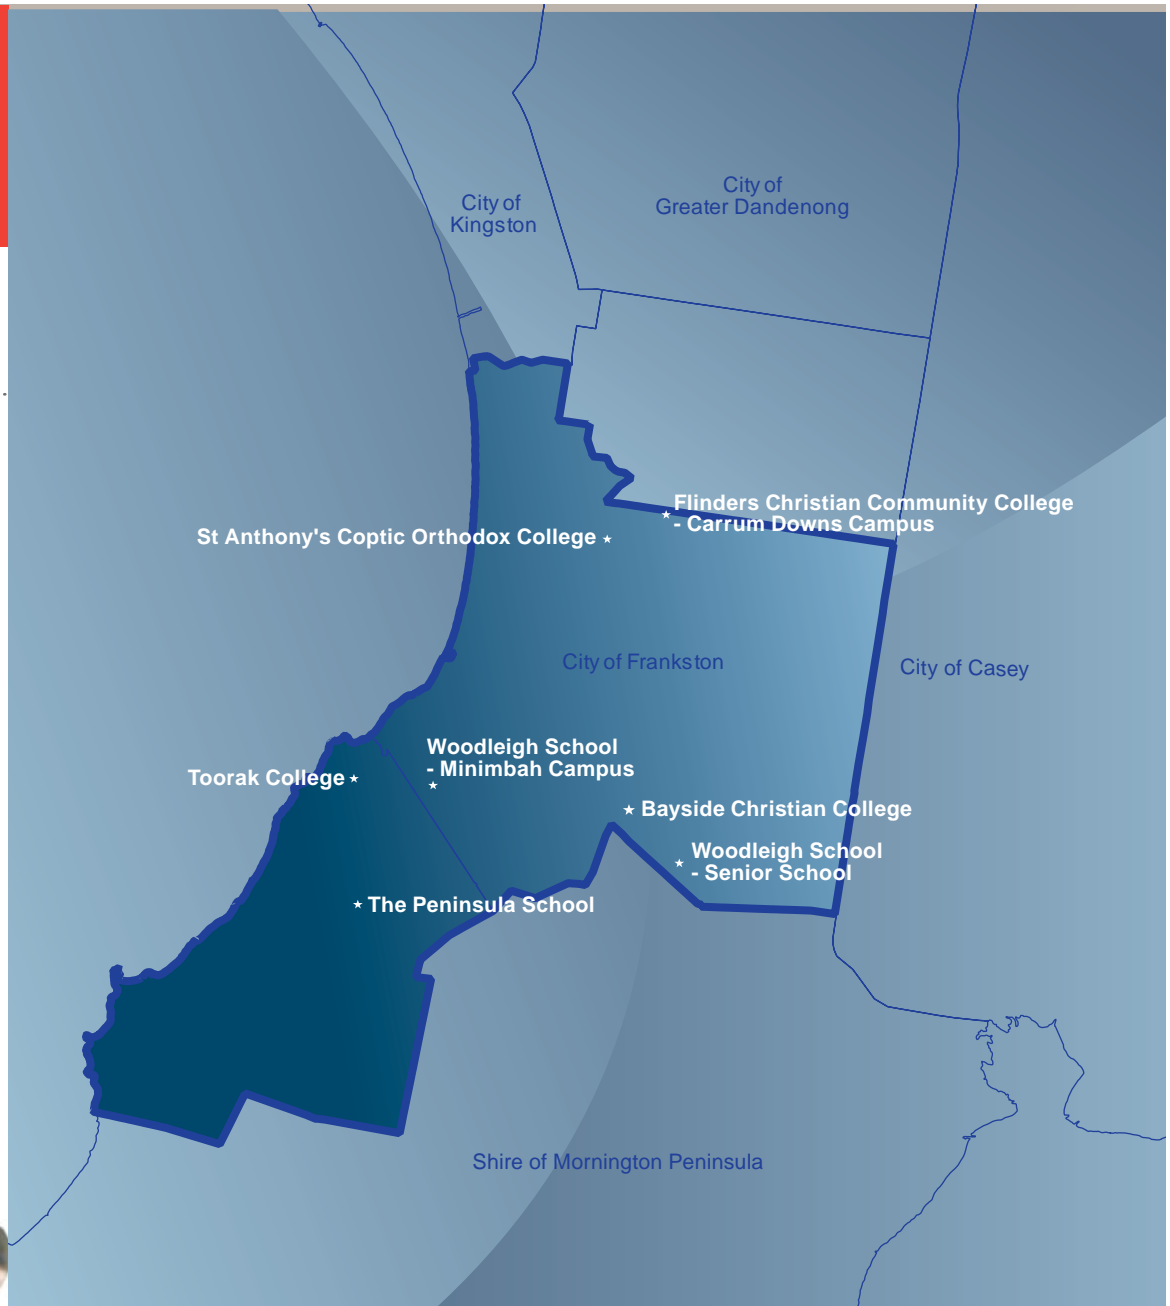 City of
Kingston
City of
Greater Dandenong
Flinders Christian Community College
- Carrum Downs Campus
St Anthony's Coptic Orthodox College
City of Frankston
City of Casey
Woodleigh School
- Minimbah Campus
Toorak College
Bayside Christian College
Woodleigh School
- Senior School
The Peninsula School
Shire of Mornington Peninsula